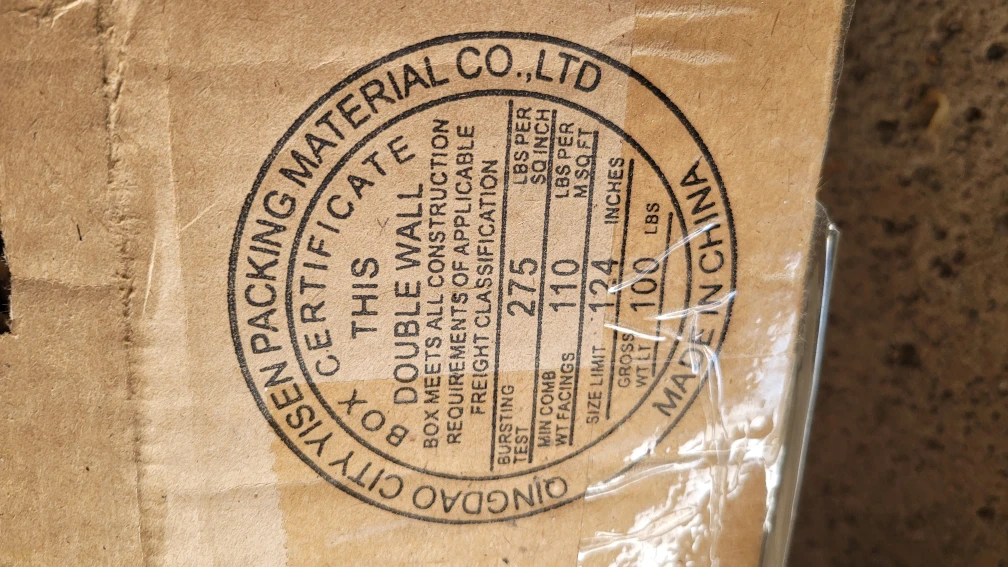 QINGDAO CITY YISEN PACKING MATERIAL CO.,LTD
BOX CERTIFICATE
THIS
DOUBLE WALL
BOX MEETS ALL CONSTRUCTION
REQUIREMENTS OF APPLICABLE
FREIGHT CLASSIFICATION
BURSTING TEST 275 LBS PER SQ INCH
MIN COMB WT FACINGS 110 LBS PER M SQ FT
SIZE LIMIT 124 INCHES
GROSS WT LT 100 LBS
MADE IN CHINA